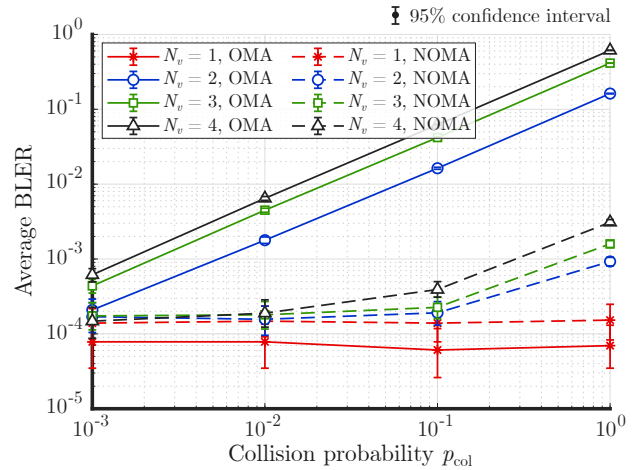 95% confidence interval
N_v = 1, OMA
N_v = 2, OMA
N_v = 3, OMA
N_v = 4, OMA
N_v = 1, NOMA
N_v = 2, NOMA
N_v = 3, NOMA
N_v = 4, NOMA
Average BLER
10^0
10^-1
10^-2
10^-3
10^-4
10^-5
10^-3 10^-2 10^-1 10^0
Collision probability p_col